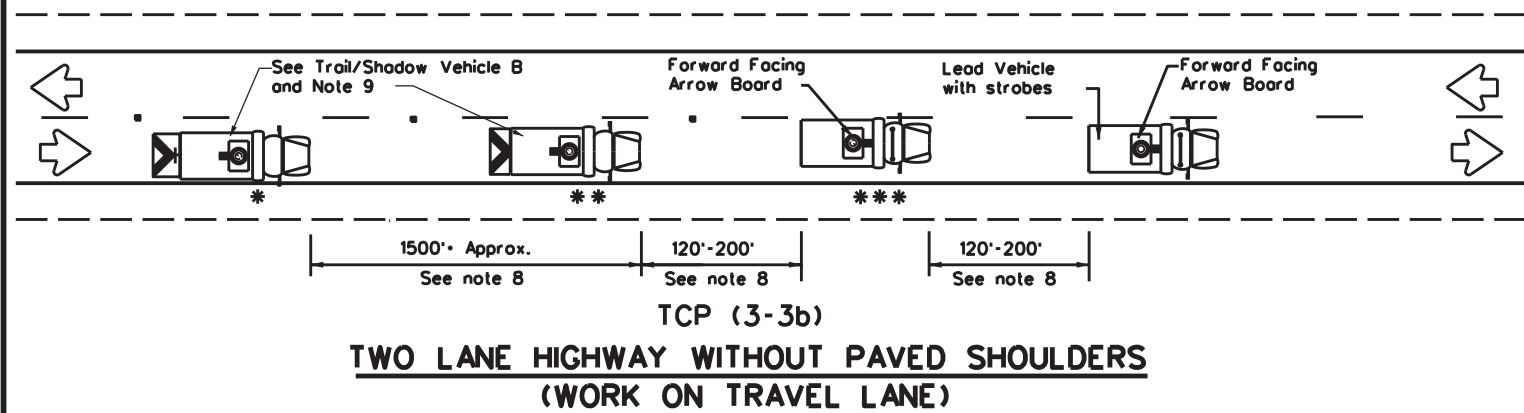 See Trail/Shadow Vehicle B
and Note 9
Forward Facing
Arrow Board
Lead Vehicle
with strobes
Forward Facing
Arrow Board
*
**
***
1500'+ Approx.
See note 8
120'-200'
See note 8
120'-200'
See note 8
TCP (3-3b)
TWO LANE HIGHWAY WITHOUT PAVED SHOULDERS
(WORK ON TRAVEL LANE)